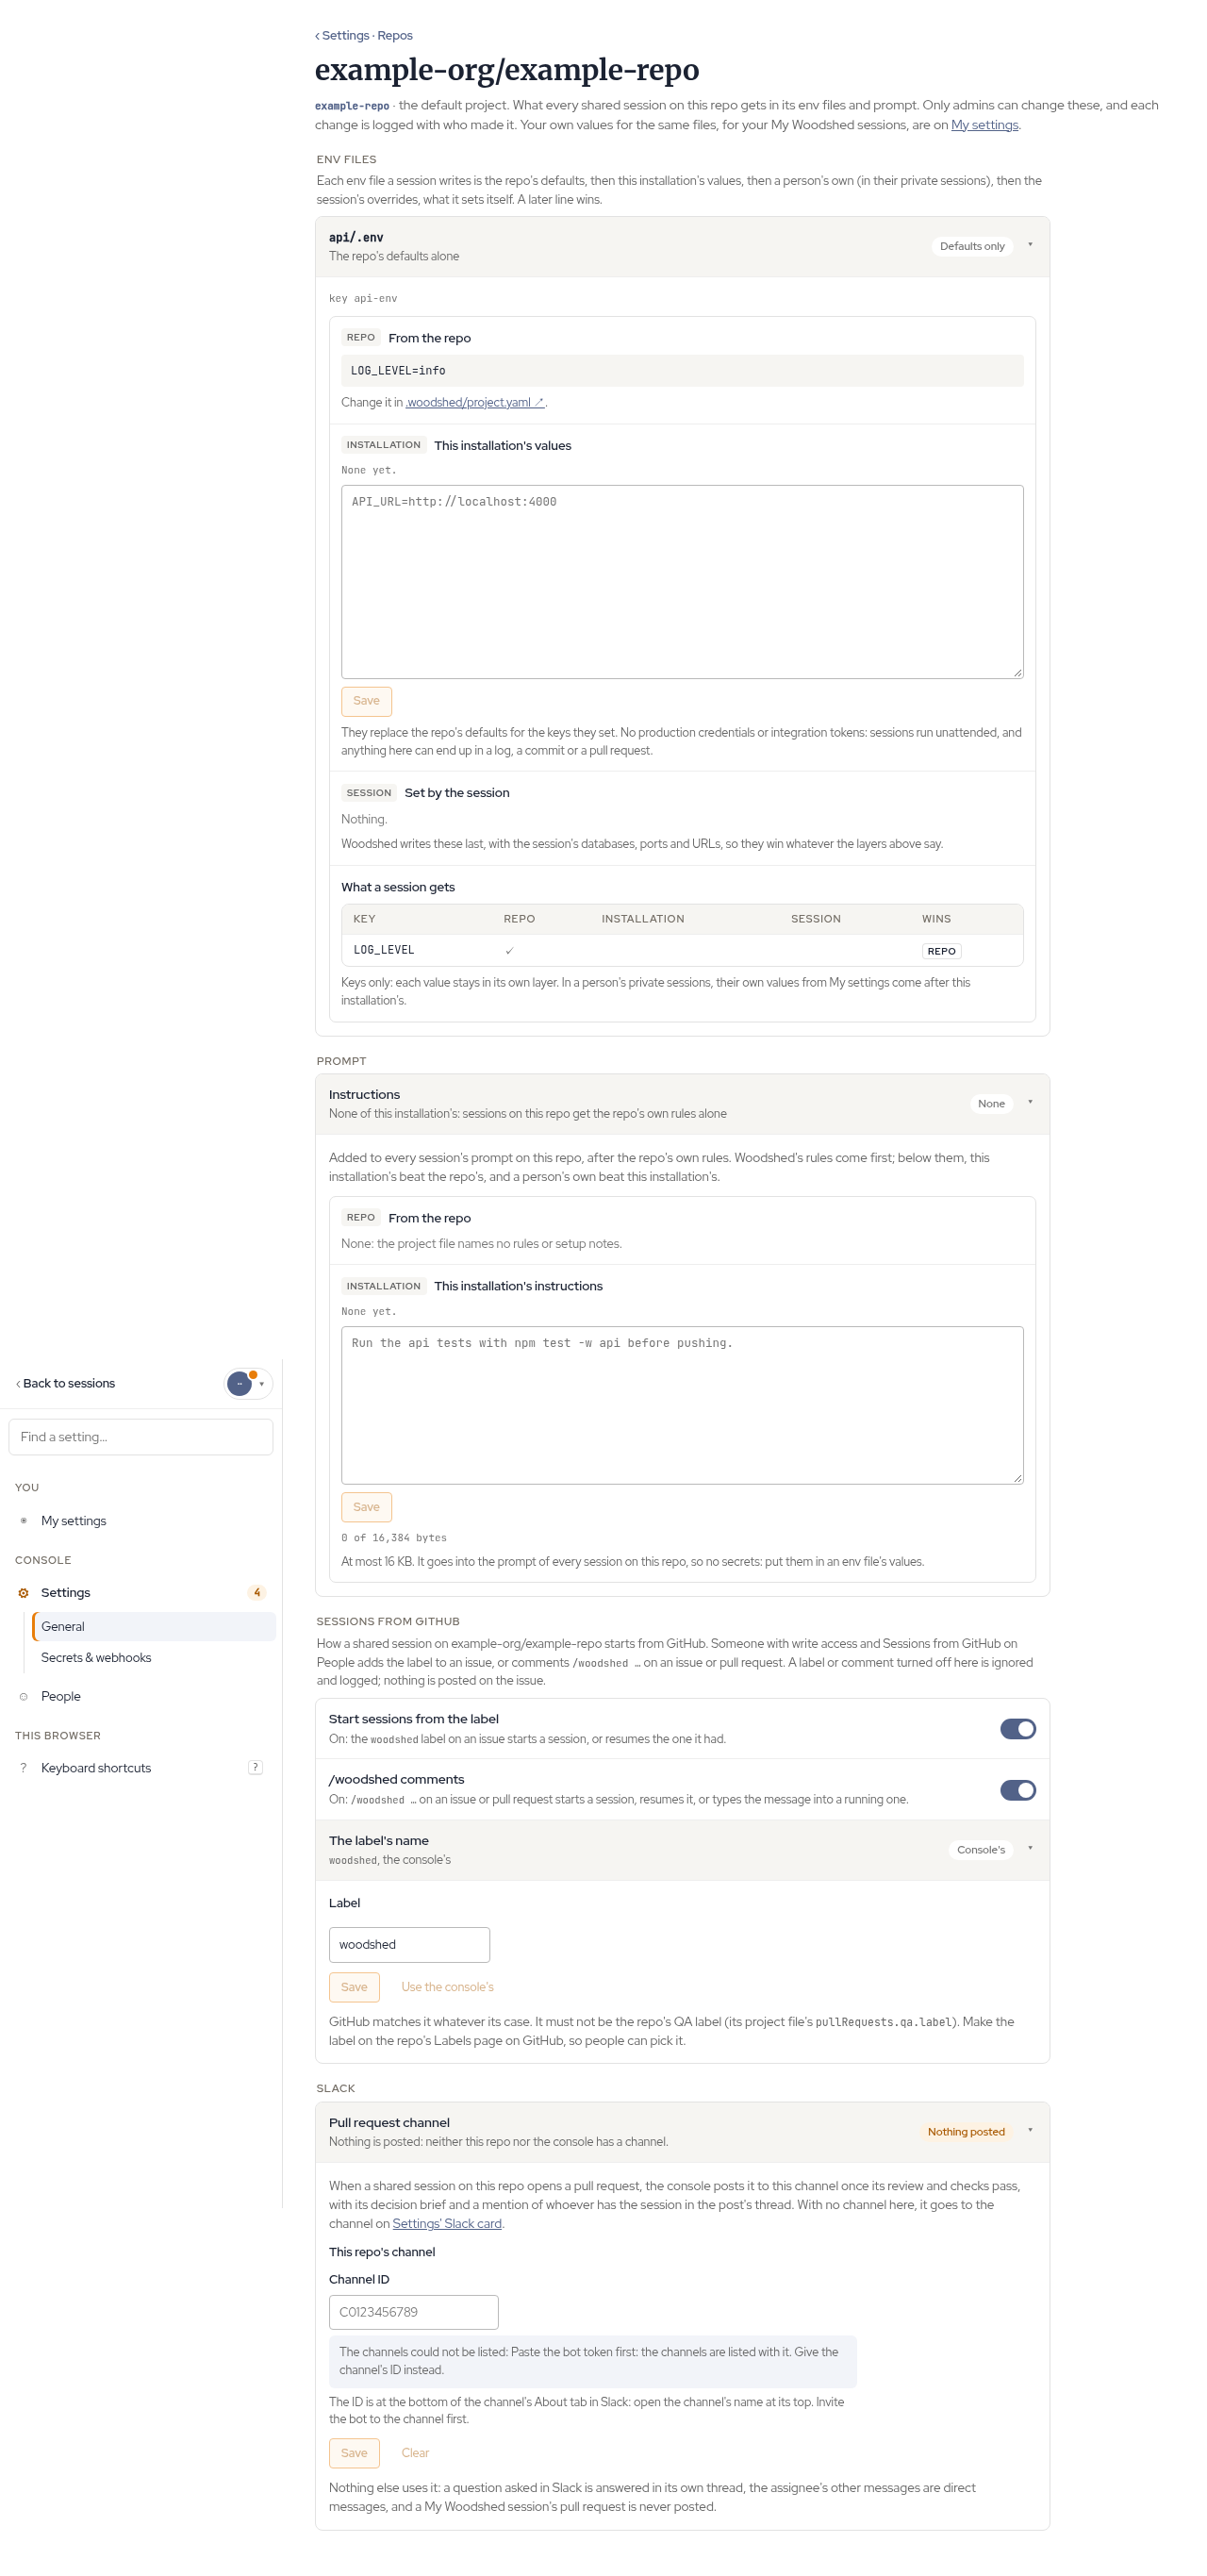 ‹ Settings · Repos
example-org/example-repo
example-repo · the default project. What every shared session on this repo gets in its env files and prompt. Only admins can change these, and each
change is logged with who made it. Your own values for the same files, for your My Woodshed sessions, are on My settings.
ENV FILES
Each env file a session writes is the repo's defaults, then this installation's values, then a person's own (in their private sessions), then the
session's overrides, what it sets itself. A later line wins.
api/.env
The repo's defaults alone
Defaults only
key api-env
REPO From the repo
LOG_LEVEL=info
Change it in .woodshed/project.yaml ↗.
INSTALLATION This installation's values
None yet.
API_URL=http://localhost:4000
Save
They replace the repo's defaults for the keys they set. No production credentials or integration tokens: sessions run unattended, and
anything here can end up in a log, a commit or a pull request.
SESSION Set by the session
Nothing.
Woodshed writes these last, with the session's databases, ports and URLs, so they win whatever the layers above say.
What a session gets
KEY REPO INSTALLATION SESSION WINS
LOG_LEVEL ✓ REPO
Keys only: each value stays in its own layer. In a person's private sessions, their own values from My settings come after this
installation's.
PROMPT
Instructions
None of this installation's: sessions on this repo get the repo's own rules alone
None
Added to every session's prompt on this repo, after the repo's own rules. Woodshed's rules come first; below them, this
installation's beat the repo's, and a person's own beat this installation's.
REPO From the repo
None: the project file names no rules or setup notes.
INSTALLATION This installation's instructions
None yet.
Run the api tests with npm test -w api before pushing.
Save
0 of 16,384 bytes
At most 16 KB. It goes into the prompt of every session on this repo, so no secrets: put them in an env file's values.
‹ Back to sessions
Find a setting...
YOU
My settings
CONSOLE
Settings 4
General
Secrets & webhooks
People
THIS BROWSER
? Keyboard shortcuts ?
SESSIONS FROM GITHUB
How a shared session on example-org/example-repo starts from GitHub. Someone with write access and Sessions from GitHub on
People adds the label to an issue, or comments /woodshed … on an issue or pull request. A label or comment turned off here is ignored
and logged; nothing is posted on the issue.
Start sessions from the label
On: the woodshed label on an issue starts a session, or resumes the one it had.
/woodshed comments
On: /woodshed … on an issue or pull request starts a session, resumes it, or types the message into a running one.
The label's name
woodshed, the console's
Console's
Label
woodshed
Save Use the console's
GitHub matches it whatever its case. It must not be the repo's QA label (its project file's pullRequests.qa.label). Make the
label on the repo's Labels page on GitHub, so people can pick it.
SLACK
Pull request channel
Nothing is posted: neither this repo nor the console has a channel.
Nothing posted
When a shared session on this repo opens a pull request, the console posts it to this channel once its review and checks pass,
with its decision brief and a mention of whoever has the session in the post's thread. With no channel here, it goes to the
channel on Settings' Slack card.
This repo's channel
Channel ID
C0123456789
The channels could not be listed: Paste the bot token first: the channels are listed with it. Give the
channel's ID instead.
The ID is at the bottom of the channel's About tab in Slack: open the channel's name at its top. Invite
the bot to the channel first.
Save Clear
Nothing else uses it: a question asked in Slack is answered in its own thread, the assignee's other messages are direct
messages, and a My Woodshed session's pull request is never posted.